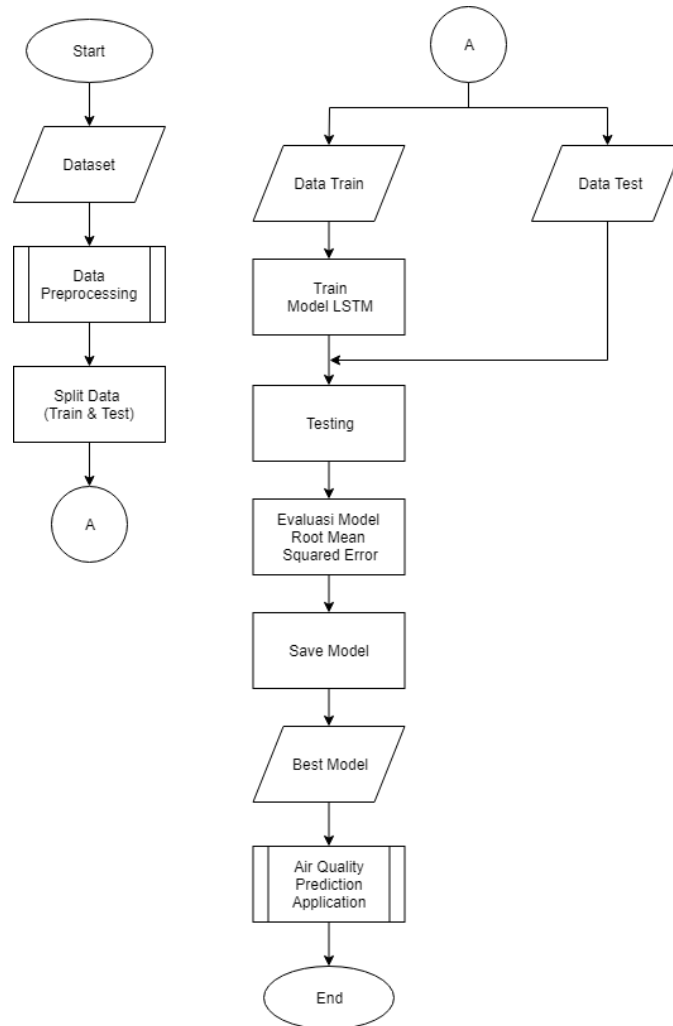 Start
Dataset
Data
Preprocessing
Split Data
(Train & Test)
A
A
Data Train
Data Test
Train
Model LSTM
Testing
Evaluasi Model
Root Mean
Squared Error
Save Model
Best Model
Air Quality
Prediction
Application
End